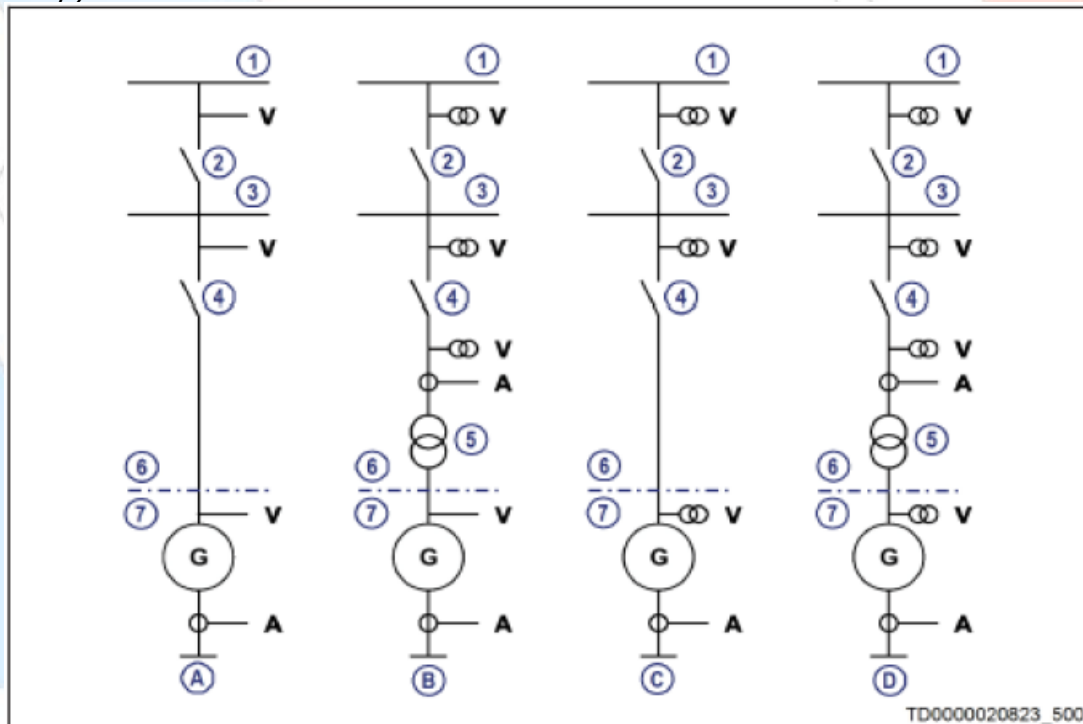 1 1 1 1
V V V V
2 2 2 2
3 3 3 3
V V V V
4 4 4 4
V V
A A
5 5
6 6 6 6
7 V 7 V 7 V 7 V
G G G G
A A A A
A B C D
TD0000020823_500